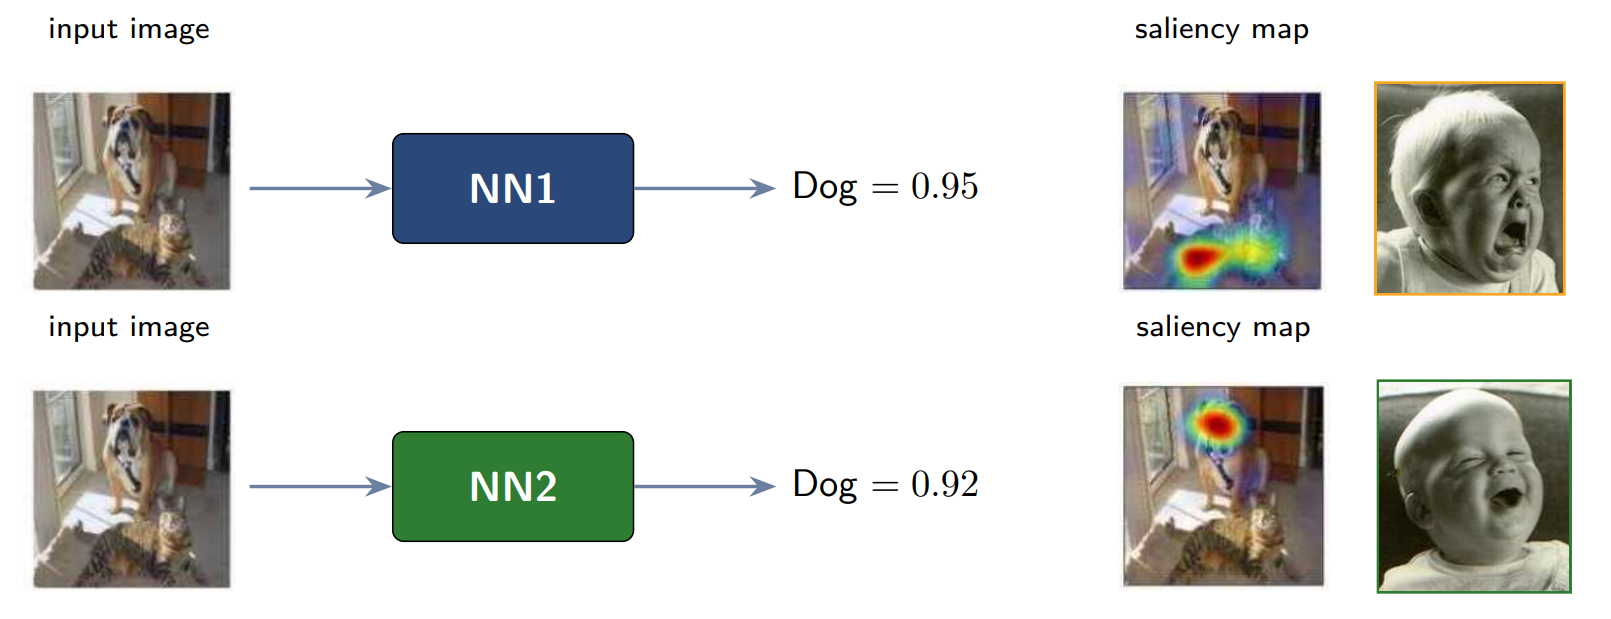 input image
saliency map
NN1
Dog = 0.95
input image
saliency map
NN2
Dog = 0.92